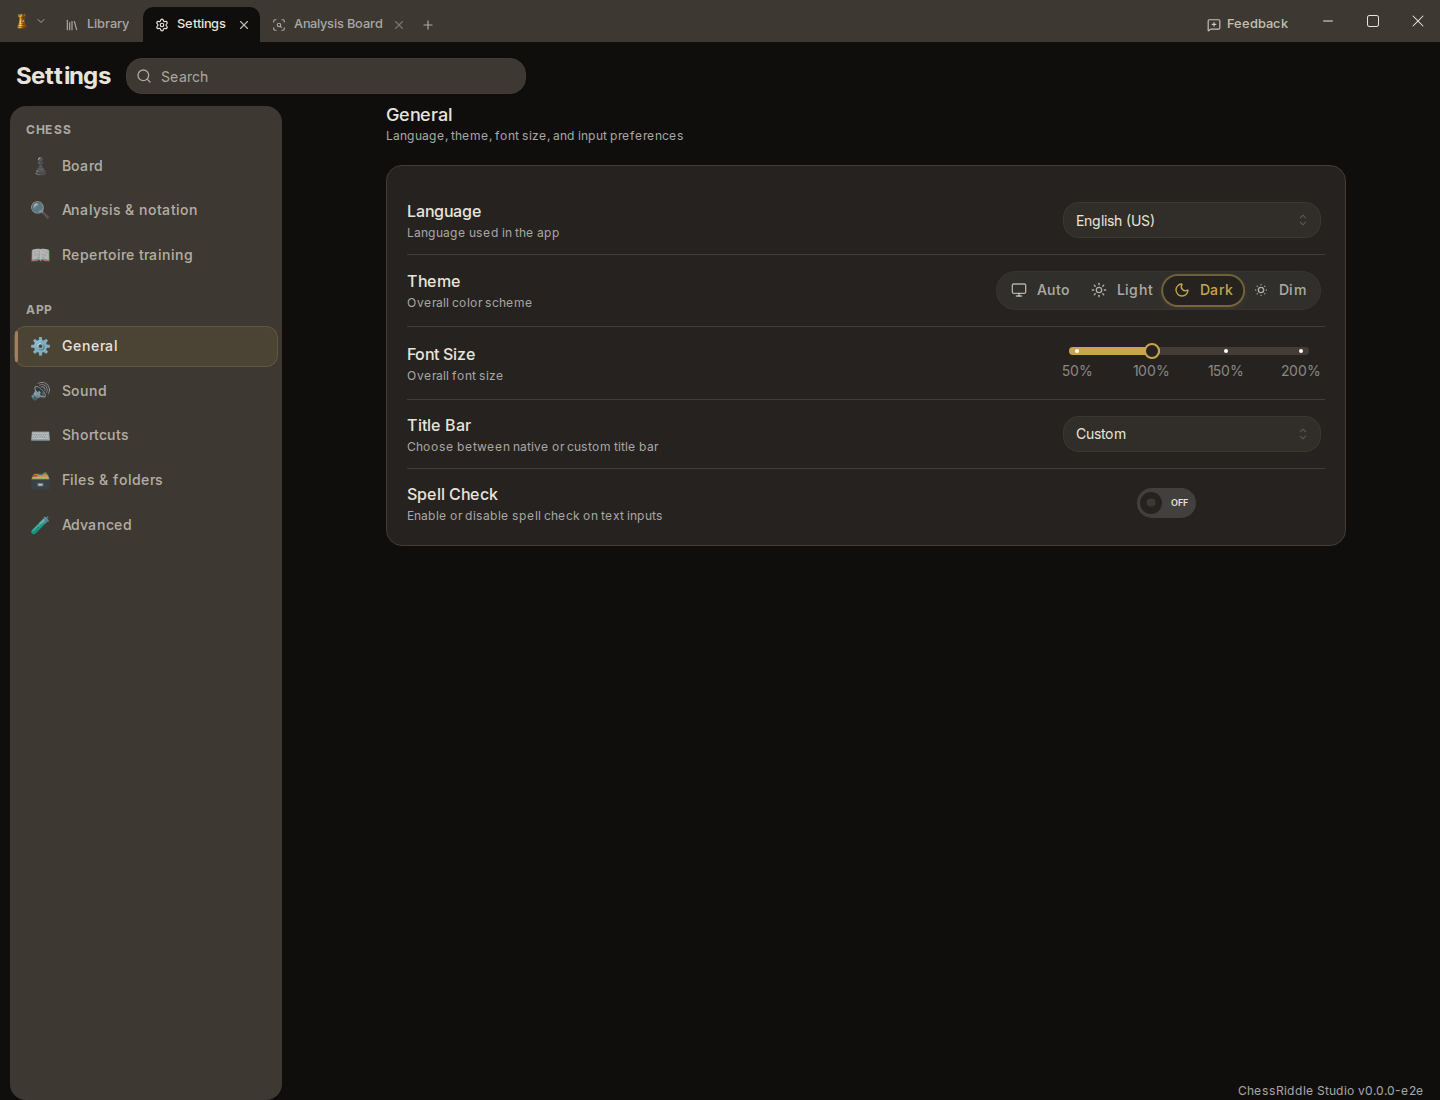 Library
Settings
Analysis Board
Feedback
Settings
Search
CHESS
Board
Analysis & notation
Repertoire training
APP
General
Sound
Shortcuts
Files & folders
Advanced
General
Language, theme, font size, and input preferences
Language
Language used in the app
English (US)
Theme
Overall color scheme
Auto
Light
Dark
Dim
Font Size
Overall font size
50%
100%
150%
200%
Title Bar
Choose between native or custom title bar
Custom
Spell Check
Enable or disable spell check on text inputs
OFF
ChessRiddle Studio v0.0.0-e2e